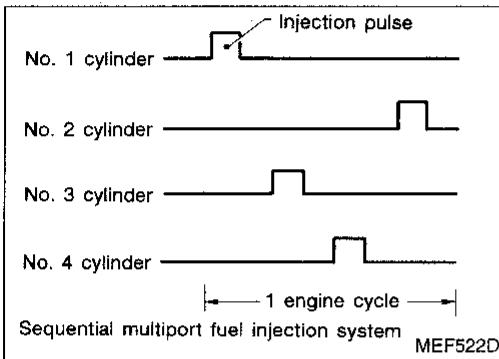 Injection pulse
No. 1 cylinder
No. 2 cylinder
No. 3 cylinder
No. 4 cylinder
1 engine cycle
Sequential multiport fuel injection system
MEF522D